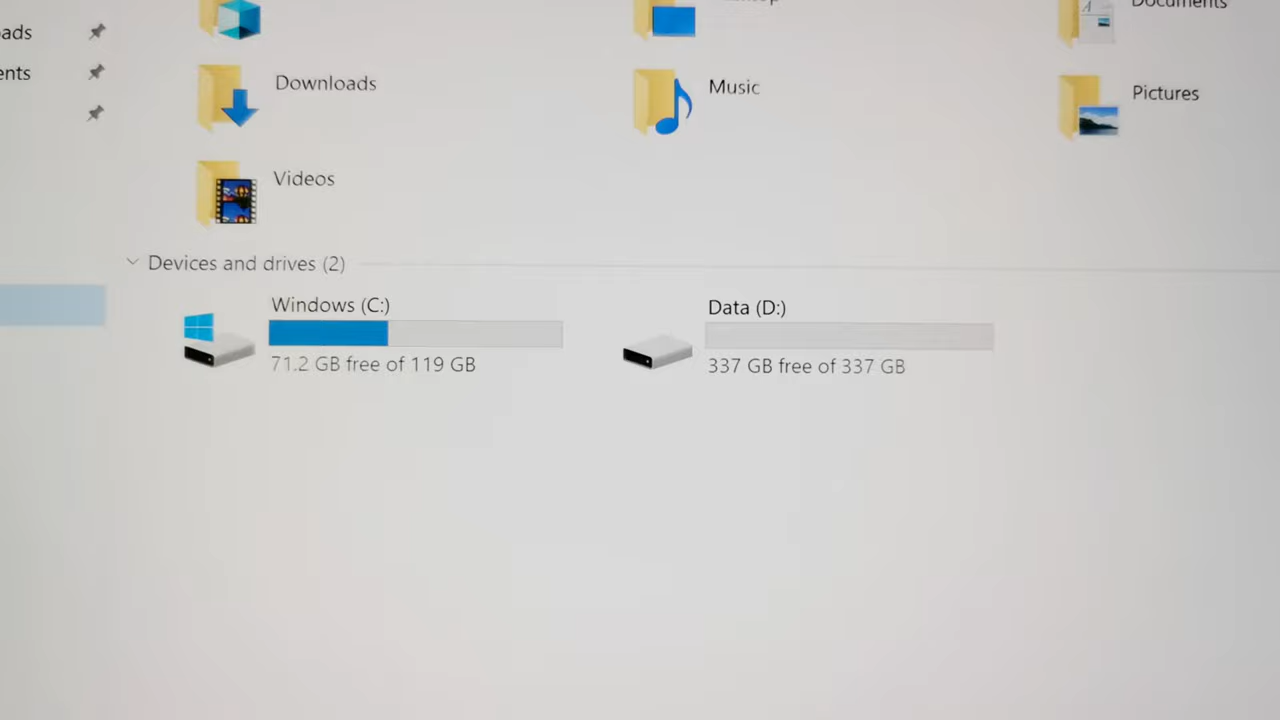 Documents
ads
Downloads
Music
Pictures
ents
Videos
Devices and drives (2)
Windows (C:)
Data (D:)
71.2 GB free of 119 GB
337 GB free of 337 GB